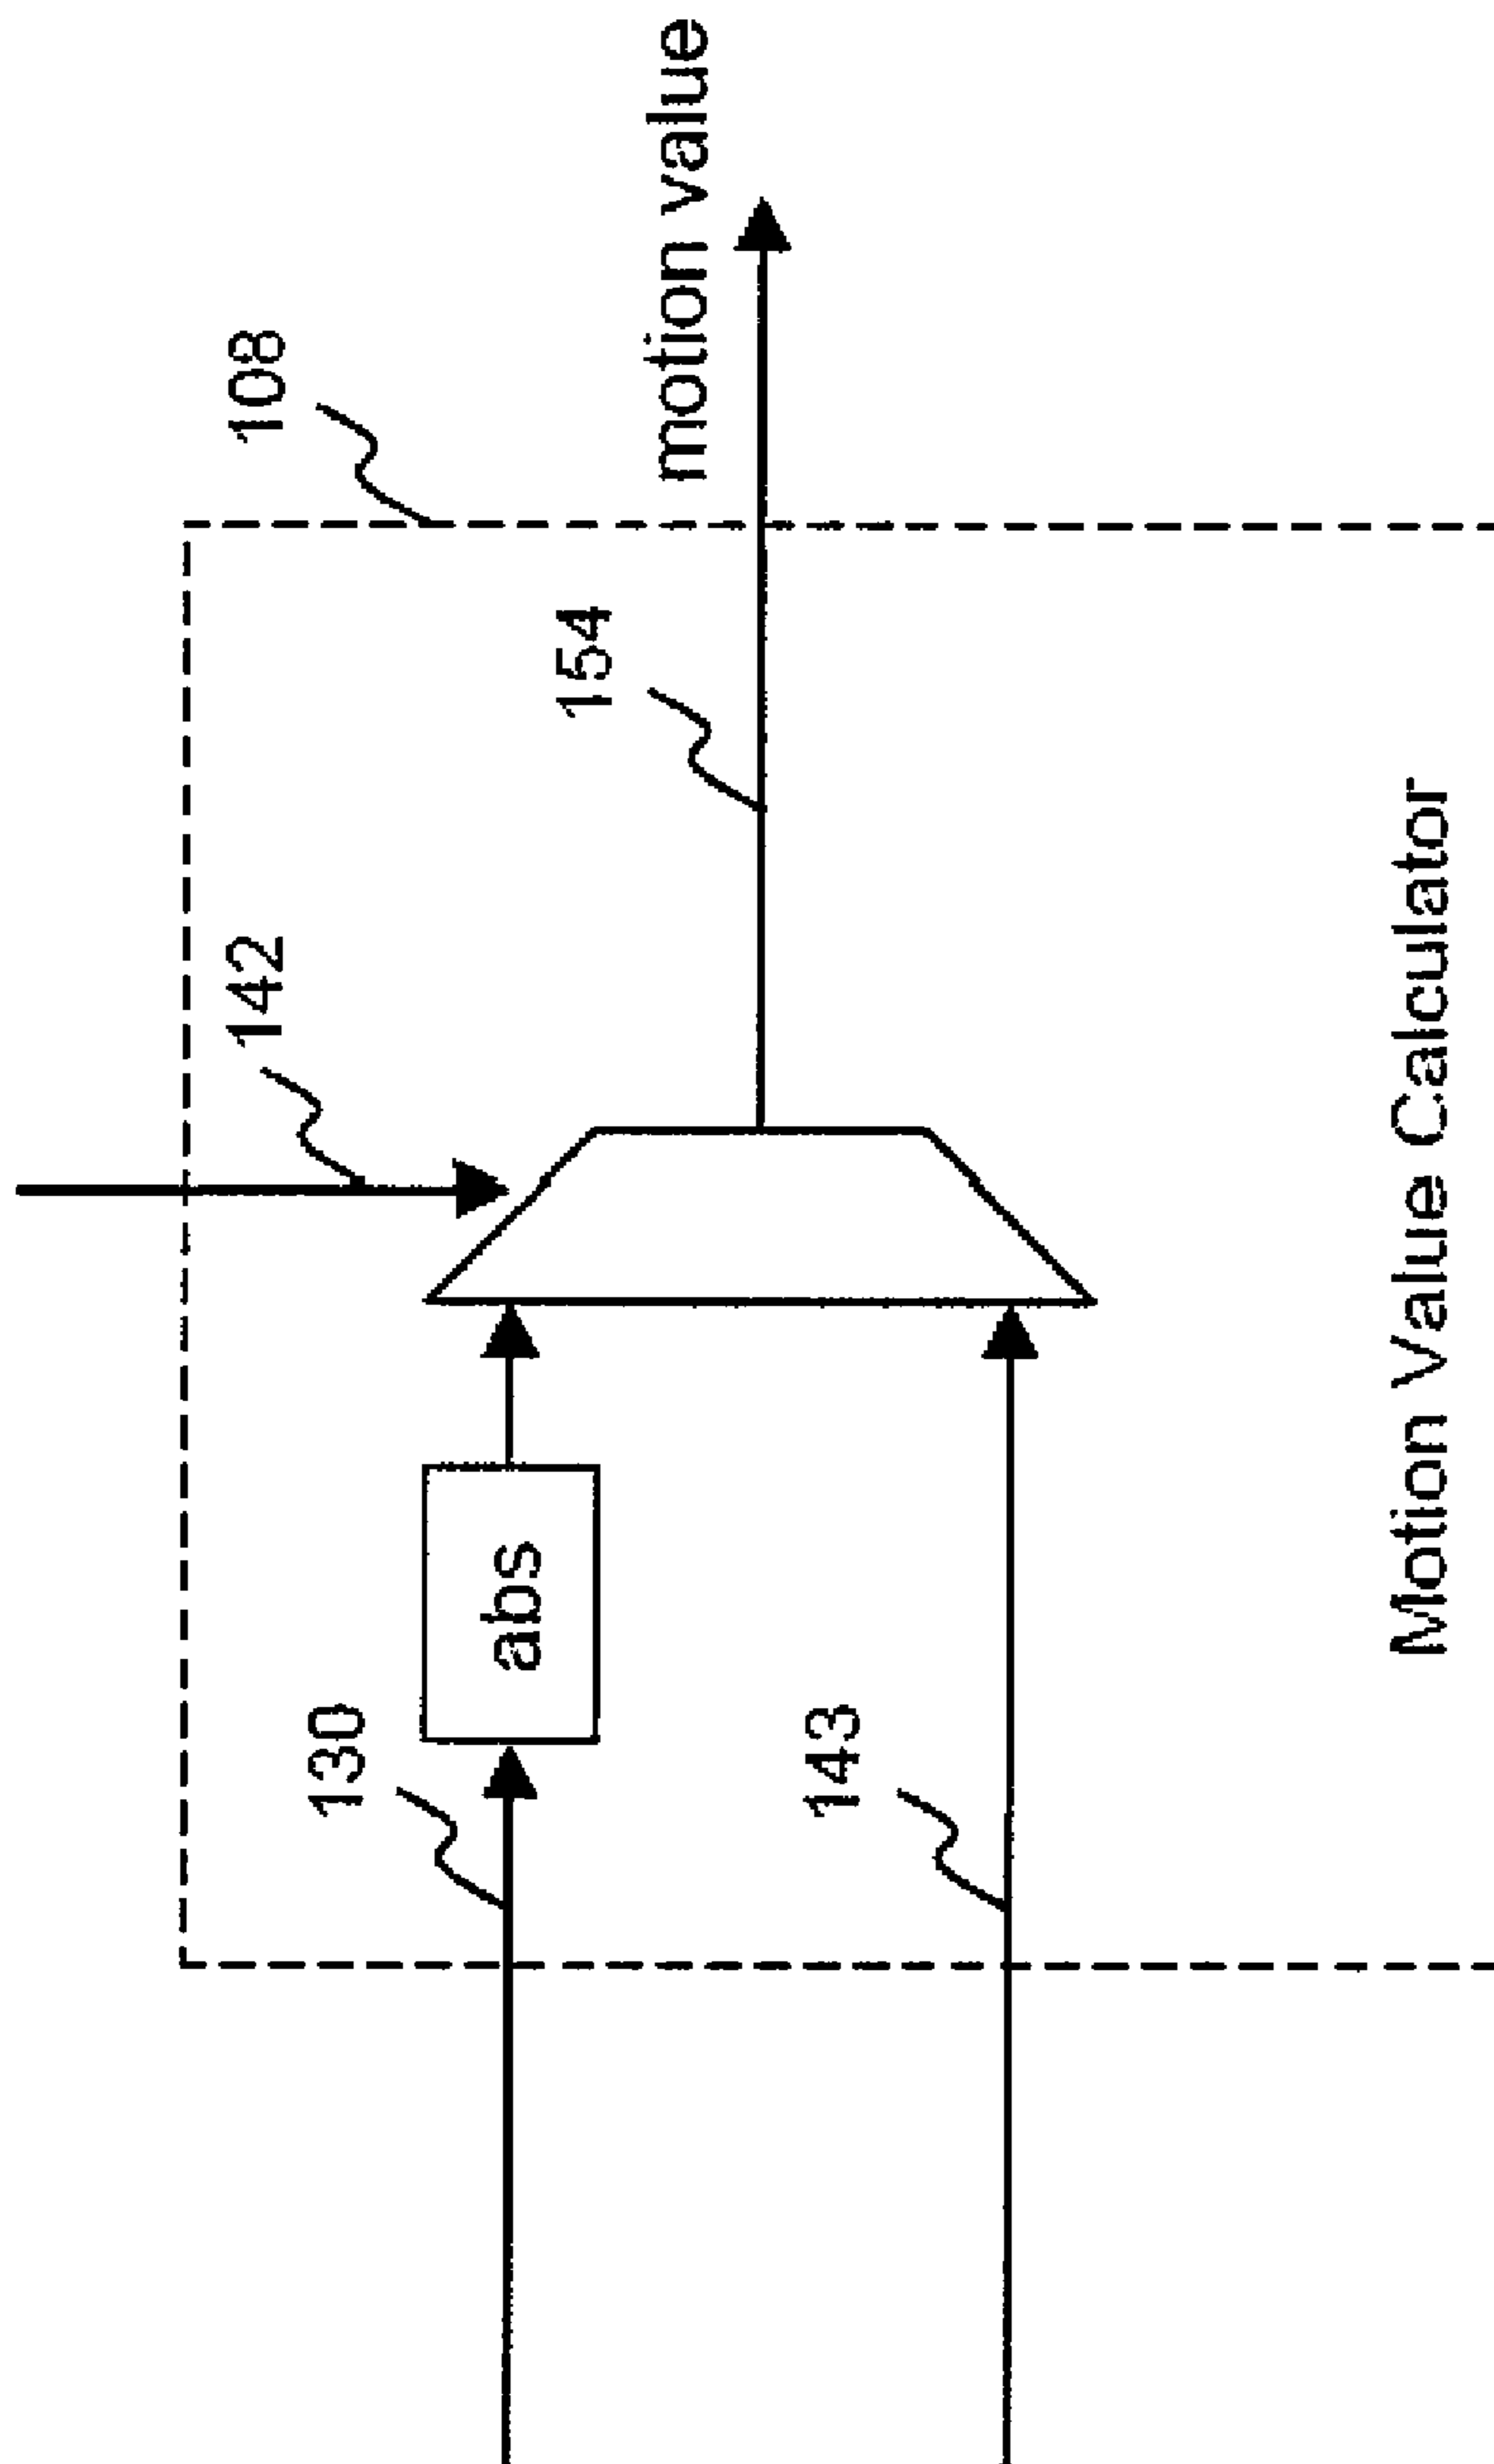 108
142
motion value
154
130
abs
143
Motion Value Calculator